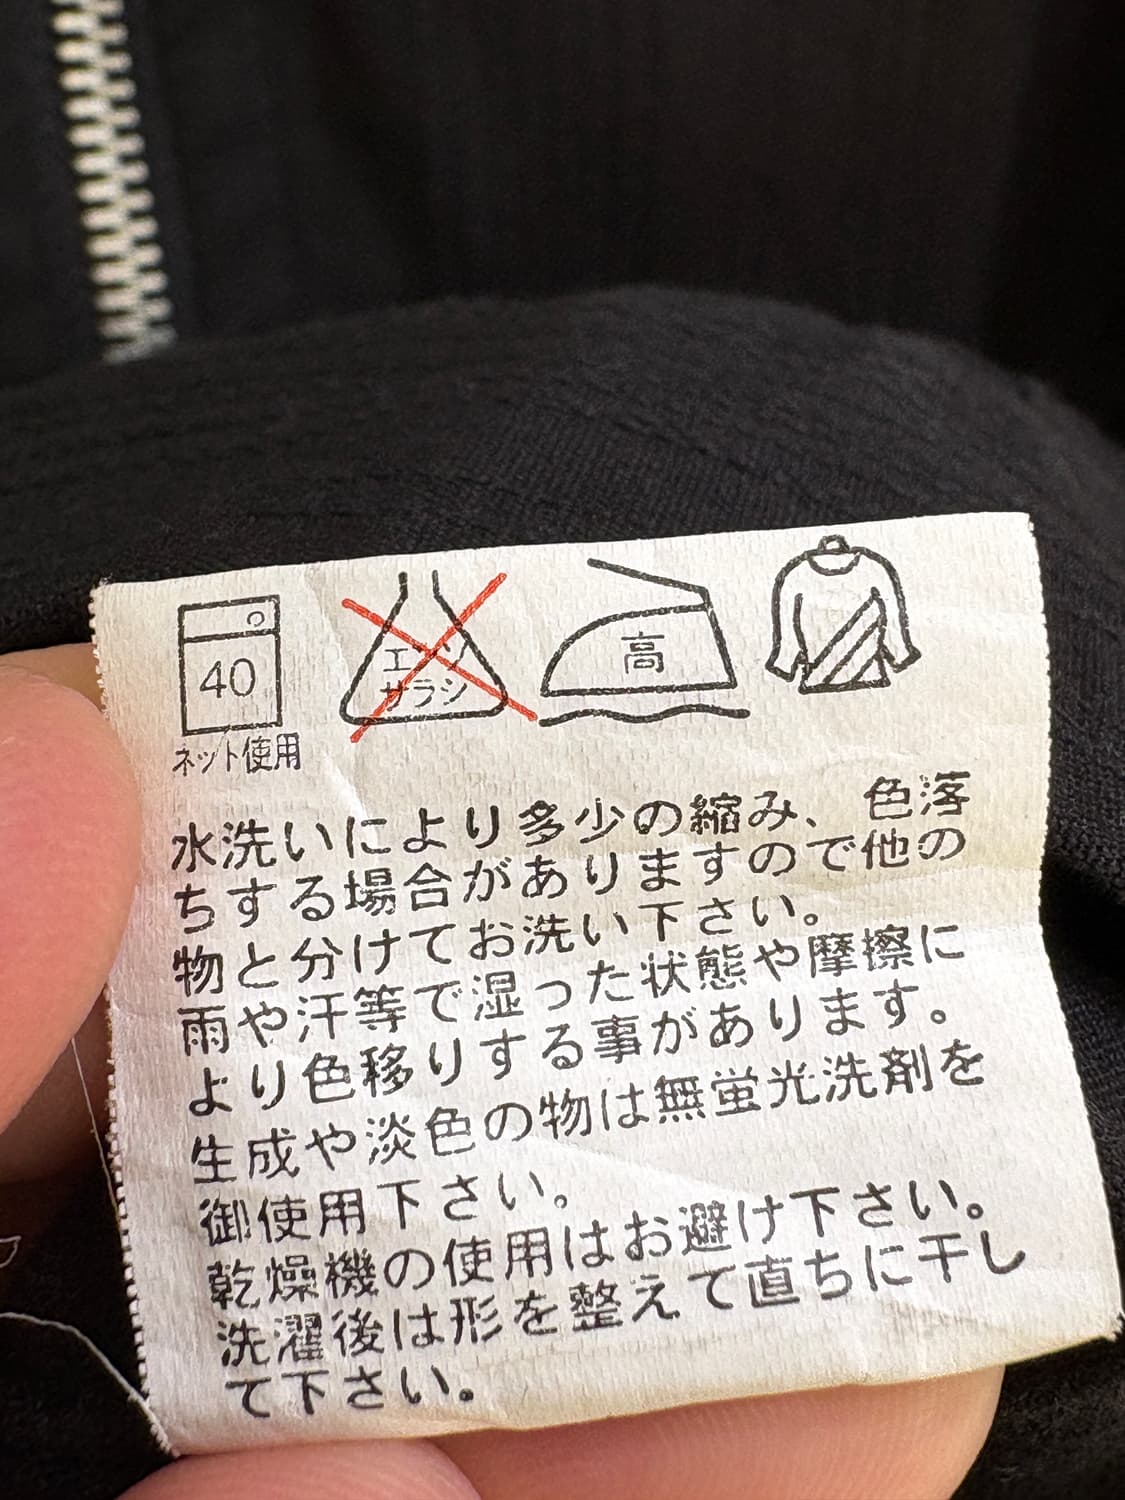 40
ネット使用
エンソ
サラシ
高
水洗いにより多少の縮み、色落
ちする場合がありますので他の
物と分けてお洗い下さい。
雨や汗等で湿った状態や摩擦に
より色移りする事があります。
生成や淡色の物は無蛍光洗剤を
御使用下さい。
乾燥機の使用はお避け下さい。
洗濯後は形を整えて直ちに干し
て下さい。